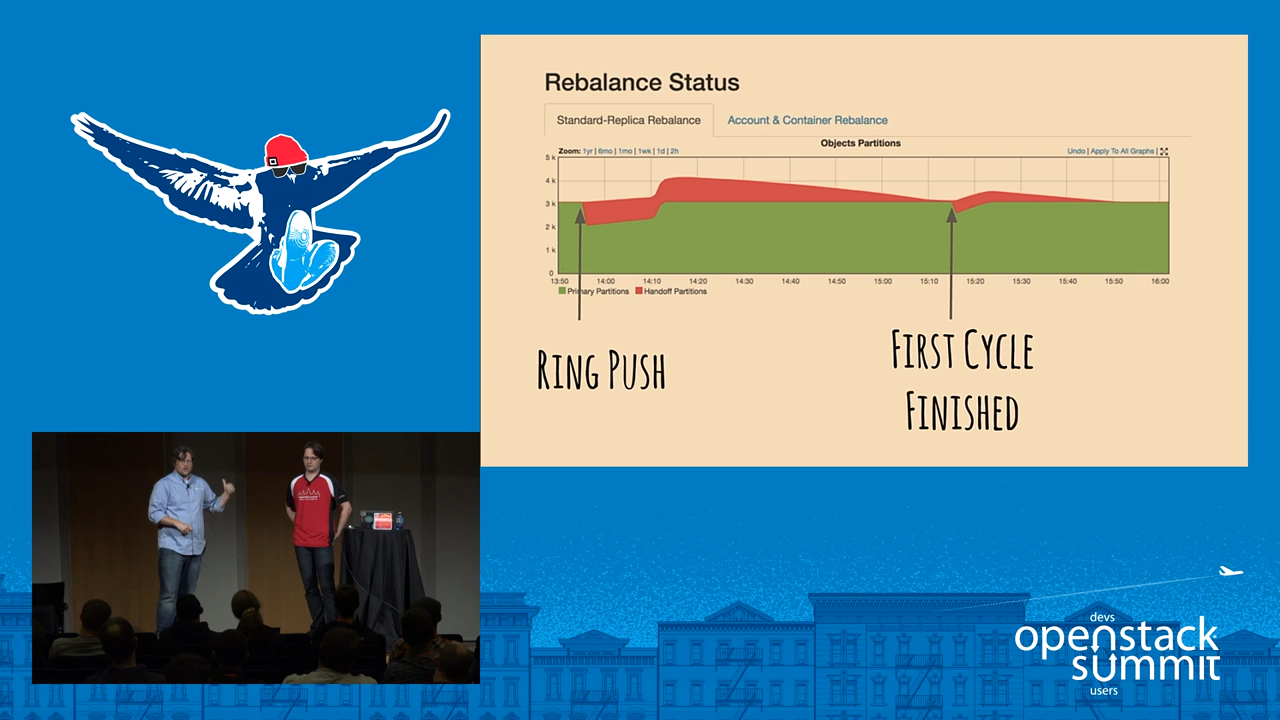 Rebalance Status
Standard-Replica Rebalance
Account & Container Rebalance
Objects Partitions
Zoom: 1yr | 6mo | 1mo | 1wk | 1d | 2h
Undo | Apply To All Graphs |
5 k
4 k
3 k
2 k
1 k
0
13:50 14:00 14:10 14:20 14:30 14:40 14:50 15:00 15:10 15:20 15:30 15:40 15:50 16:00
Primary Partitions Handoff Partitions
RING PUSH
FIRST CYCLE
FINISHED
devs
openstack
summit
users